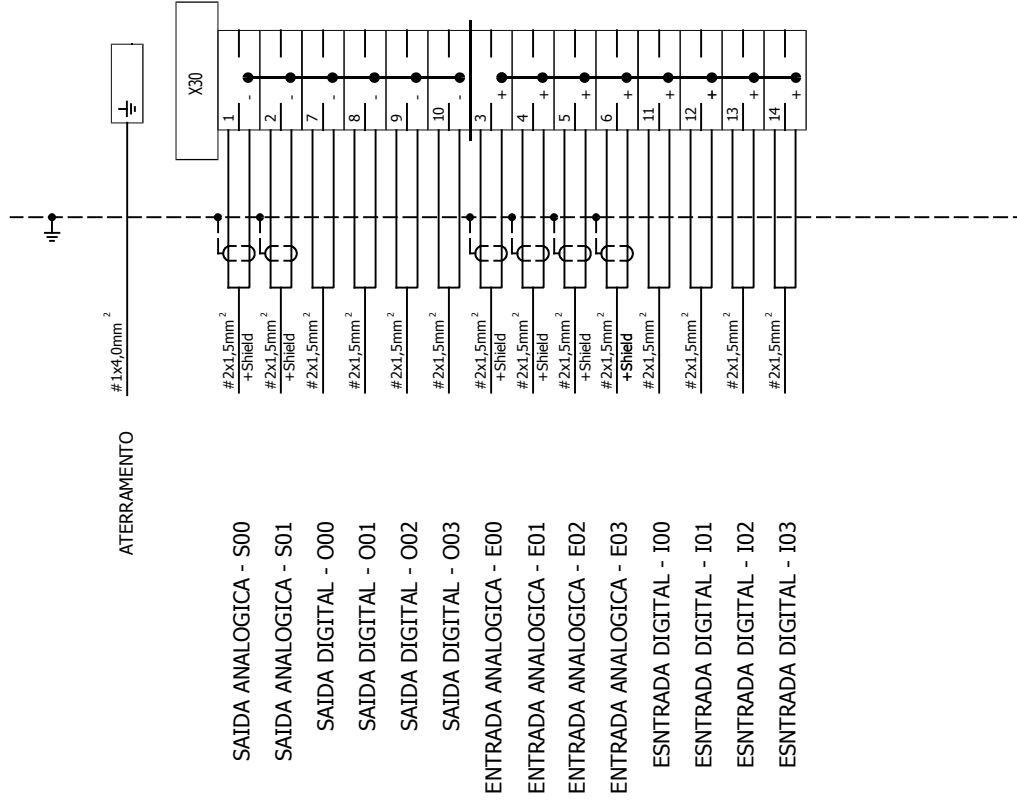 X30
1 -
2 -
7 -
8 -
9 -
10 -
3 +
4 +
5 +
6 +
11 +
12 +
13 +
14 +
#1x4,0mm²
#2x1,5mm²
+Shield
#2x1,5mm²
+Shield
#2x1,5mm²
#2x1,5mm²
#2x1,5mm²
#2x1,5mm²
#2x1,5mm²
+Shield
#2x1,5mm²
+Shield
#2x1,5mm²
+Shield
#2x1,5mm²
+Shield
#2x1,5mm²
#2x1,5mm²
#2x1,5mm²
#2x1,5mm²
ATERRAMENTO
SAIDA ANALOGICA - S00
SAIDA ANALOGICA - S01
SAIDA DIGITAL - O00
SAIDA DIGITAL - O01
SAIDA DIGITAL - O02
SAIDA DIGITAL - O03
ENTRADA ANALOGICA - E00
ENTRADA ANALOGICA - E01
ENTRADA ANALOGICA - E02
ENTRADA ANALOGICA - E03
ESNTRADA DIGITAL - I00
ESNTRADA DIGITAL - I01
ESNTRADA DIGITAL - I02
ESNTRADA DIGITAL - I03